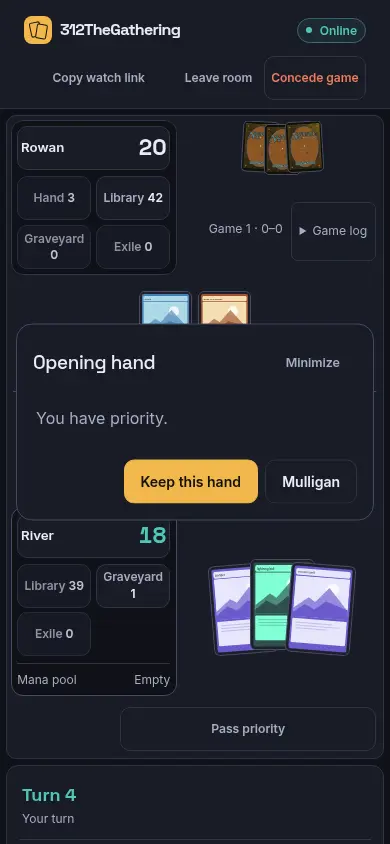 312TheGathering
Online
Copy watch link
Leave room
Concede game
Rowan
20
Hand 3
Library 42
Graveyard
0
Exile 0
Game 1 · 0–0
▶ Game log
Opening hand
Minimize
You have priority.
Keep this hand
Mulligan
River
18
Library 39
Graveyard
1
Exile 0
Mana pool
Empty
Pass priority
Turn 4
Your turn